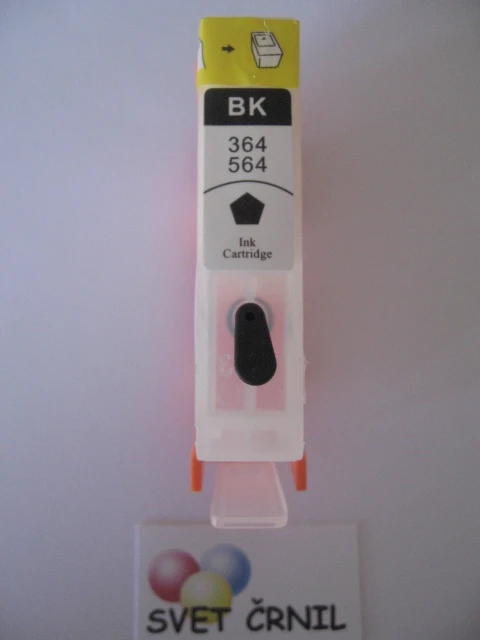 BK
364
564
Ink
Cartridge
SVET ČRNIL